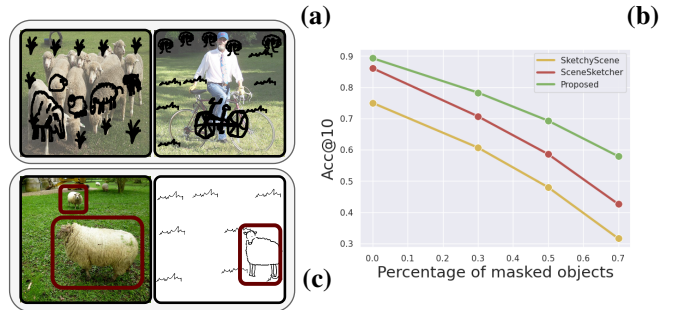 (a)
(b)
(c)
0.9
0.8
0.7
0.6
0.5
0.4
0.3
Acc@10
SketchyScene
SceneSketcher
Proposed
0.0 0.1 0.2 0.3 0.4 0.5 0.6 0.7
Percentage of masked objects